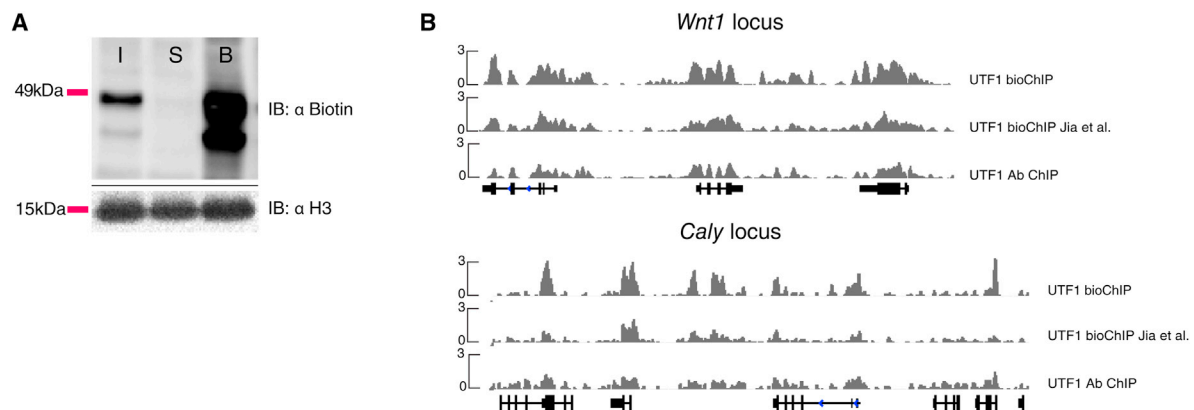 A
I S B
49kDa
IB: α Biotin
15kDa
IB: α H3
B
Wnt1 locus
3
0
UTF1 bioChIP
3
0
UTF1 bioChIP Jia et al.
3
0
UTF1 Ab ChIP
Caly locus
3
0
UTF1 bioChIP
3
0
UTF1 bioChIP Jia et al.
3
0
UTF1 Ab ChIP